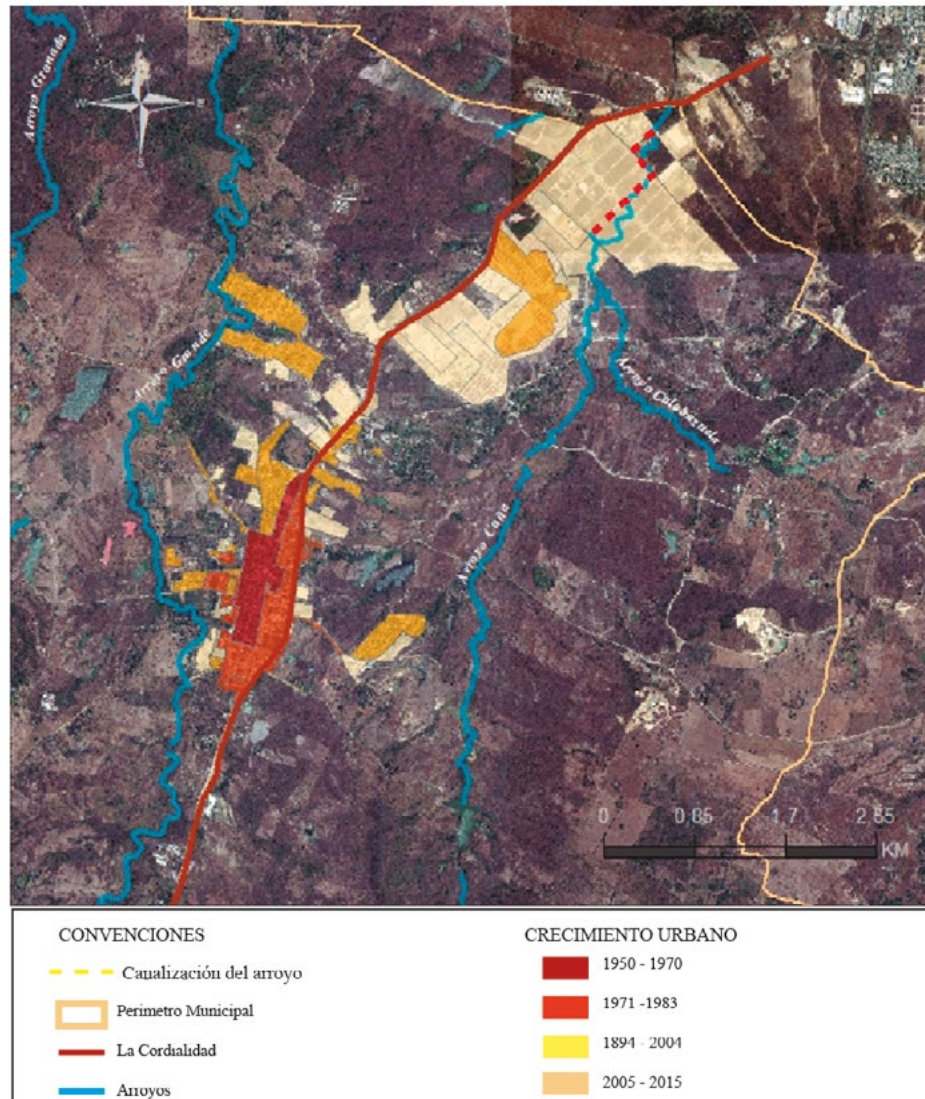 Arroyo Granada
N
W
E
S
Arroyo Grande
Arroyo Caña
0
0,85
1.7
2.55
KM
CONVENCIONES
Canalización del arroyo
Perimetro Municipal
La Cordialidad
Arroyos
CRECIMIENTO URBANO
1950 - 1970
1971 -1983
1894 - 2004
2005 - 2015